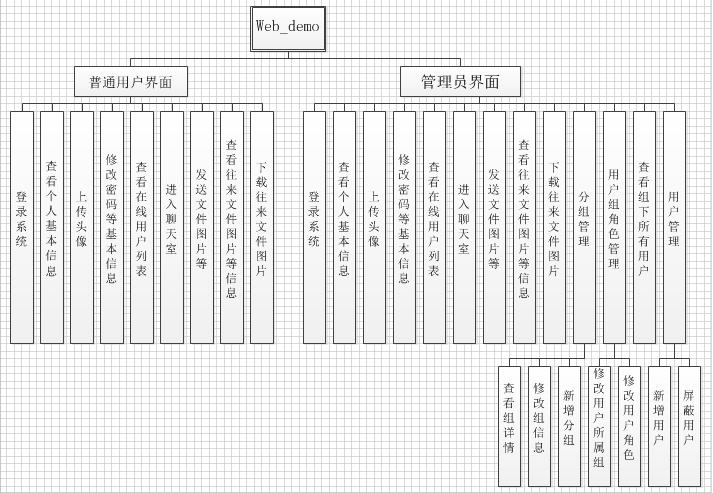 Web_demo
普通用户界面
管理员界面
登录系统
查看个人基本信息
上传头像
修改密码等基本信息
查看在线用户列表
进入聊天室
发送文件图片等
查看往来文件图片等信息
下载往来文件图片
登录系统
查看个人基本信息
上传头像
修改密码等基本信息
查看在线用户列表
进入聊天室
发送文件图片等
查看往来文件图片等信息
下载往来文件图片
分组管理
用户组角色管理
查看组下所有用户
用户管理
查看组详情
修改组信息
新增分组
修改用户所属组
修改用户角色
新增用户
屏蔽用户